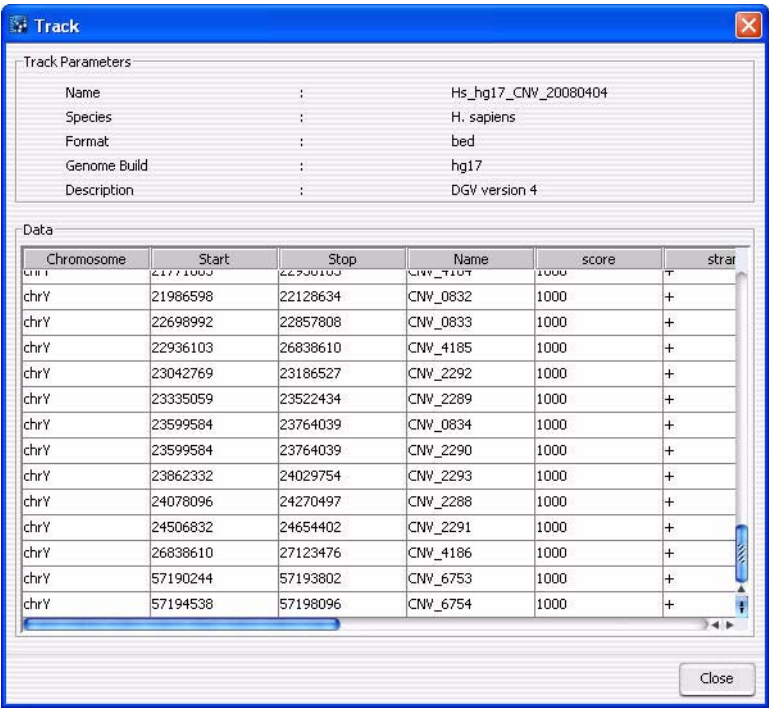 Track
Track Parameters
Name : Hs_hg17_CNV_20080404
Species : H. sapiens
Format : bed
Genome Build : hg17
Description : DGV version 4
Data
Chromosome Start Stop Name score stran
chrY 21986598 22128634 CNV_0832 1000 +
chrY 22698992 22857808 CNV_0833 1000 +
chrY 22936103 26838610 CNV_4185 1000 +
chrY 23042769 23186527 CNV_2292 1000 +
chrY 23335059 23522434 CNV_2289 1000 +
chrY 23599584 23764039 CNV_0834 1000 +
chrY 23599584 23764039 CNV_2290 1000 +
chrY 23862332 24029754 CNV_2293 1000 +
chrY 24078096 24270497 CNV_2288 1000 +
chrY 24506832 24654402 CNV_2291 1000 +
chrY 26838610 27123476 CNV_4186 1000 +
chrY 57190244 57193802 CNV_6753 1000 +
chrY 57194538 57198096 CNV_6754 1000 +
Close